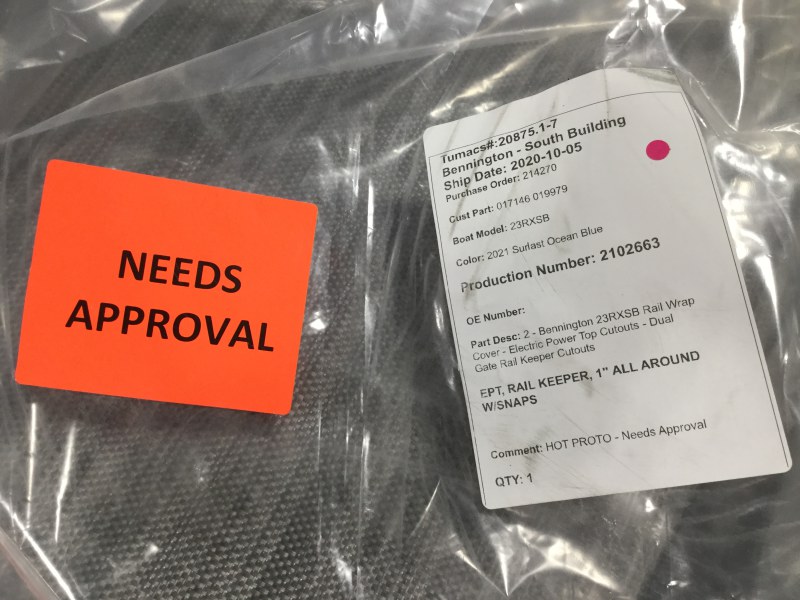 NEEDS
APPROVAL
Tumacs#:20875.1-7
Bennington - South Building
Ship Date: 2020-10-05
Purchase Order: 214270
Cust Part: 017146 019979
Boat Model: 23RXSB
Color: 2021 Surlast Ocean Blue
Production Number: 2102663
OE Number:
Part Desc: 2 - Bennington 23RXSB Rail Wrap
Cover - Electric Power Top Cutouts - Dual
Gate Rail Keeper Cutouts
EPT, RAIL KEEPER, 1" ALL AROUND
W/SNAPS
Comment: HOT PROTO - Needs Approval
QTY: 1